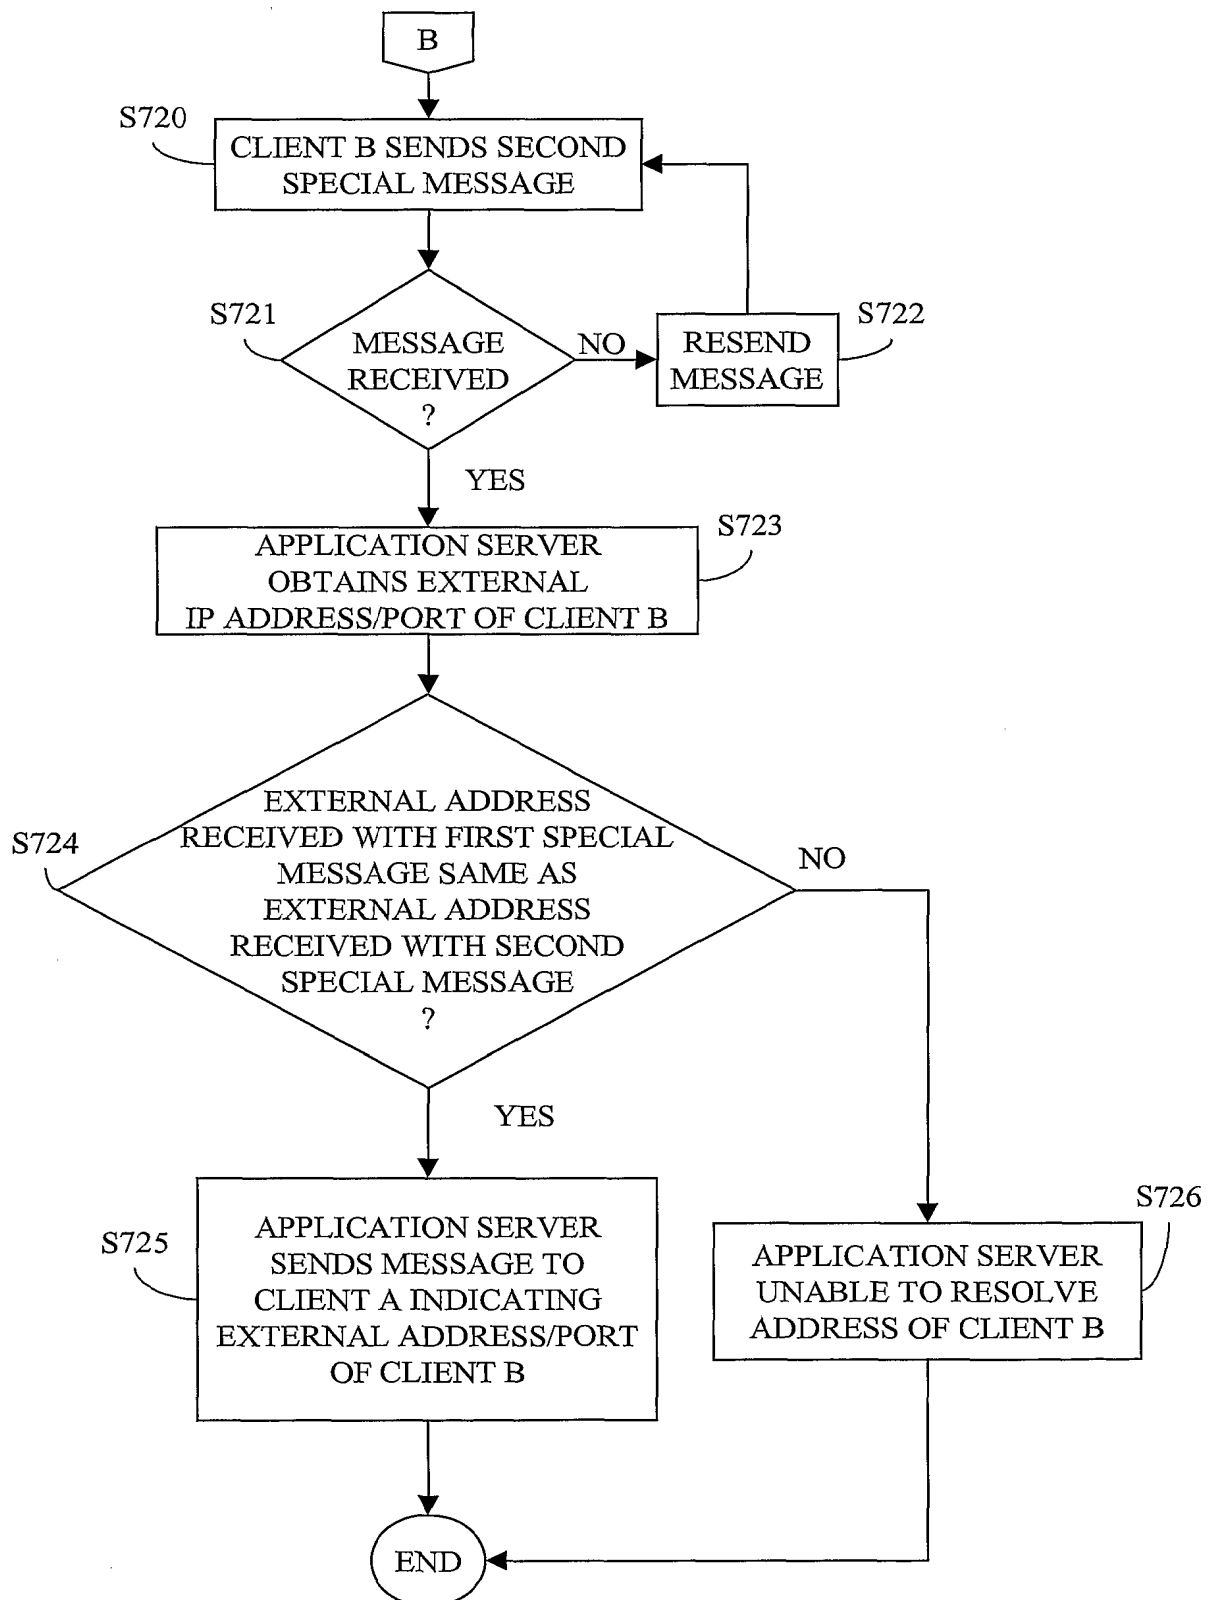 B
S720
CLIENT B SENDS SECOND
SPECIAL MESSAGE
S721
MESSAGE
RECEIVED
?
NO
RESEND
MESSAGE
S722
YES
S723
APPLICATION SERVER
OBTAINS EXTERNAL
IP ADDRESS/PORT OF CLIENT B
S724
EXTERNAL ADDRESS
RECEIVED WITH FIRST SPECIAL
MESSAGE SAME AS
EXTERNAL ADDRESS
RECEIVED WITH SECOND
SPECIAL MESSAGE
?
NO
YES
S725
APPLICATION SERVER
SENDS MESSAGE TO
CLIENT A INDICATING
EXTERNAL ADDRESS/PORT
OF CLIENT B
S726
APPLICATION SERVER
UNABLE TO RESOLVE
ADDRESS OF CLIENT B
END